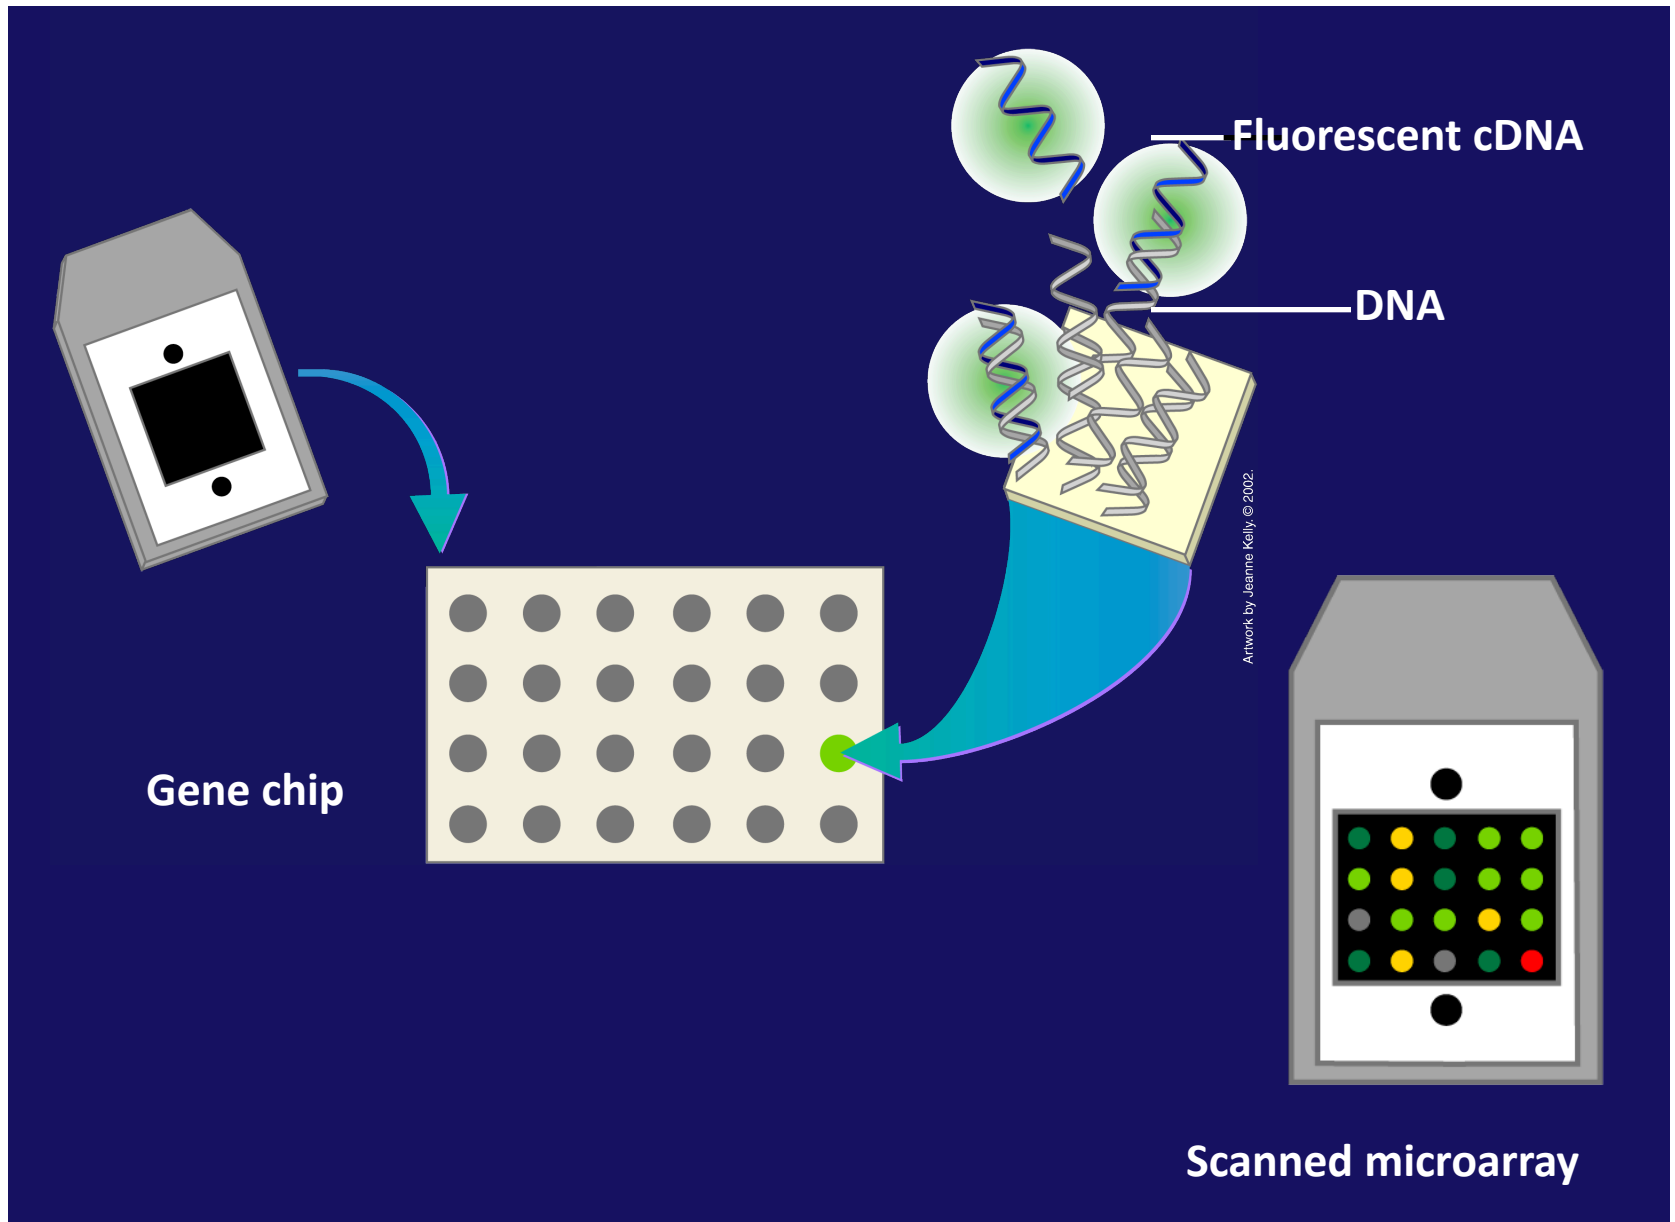 Fluorescent cDNA
DNA
Artwork by Jeanne Kelly. © 2002.
Gene chip
Scanned microarray